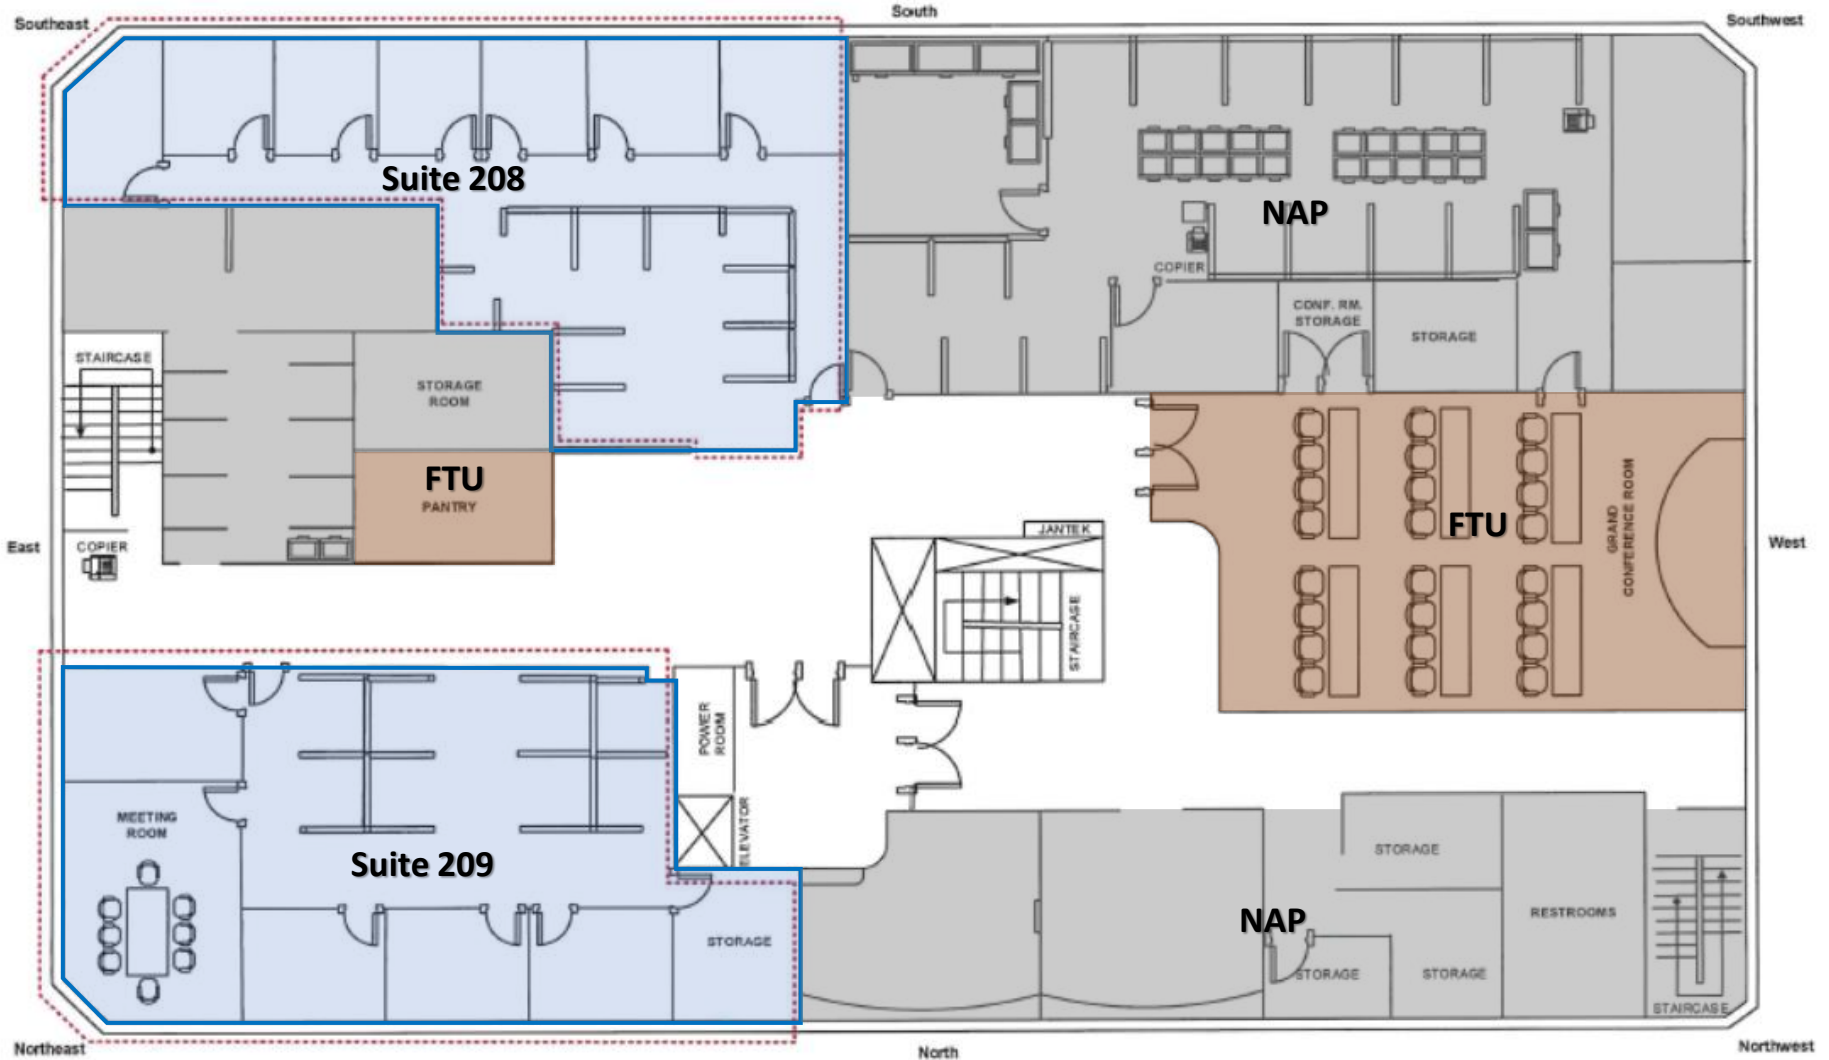 South
Southeast
Southwest
Suite 208
NAP
COPIER
CONF. RM.
STORAGE
STORAGE
STAIRCASE
STORAGE
ROOM
FTU
PANTRY
FTU
GRAND
CONFERENCE ROOM
JANTEK
East
COPIER
West
STAIRCASE
POWER
ROOM
MEETING
ROOM
ELEVATOR
Suite 209
STORAGE
STORAGE
NAP
RESTROOMS
STORAGE
STORAGE
STAIRCASE
Northeast
North
Northwest